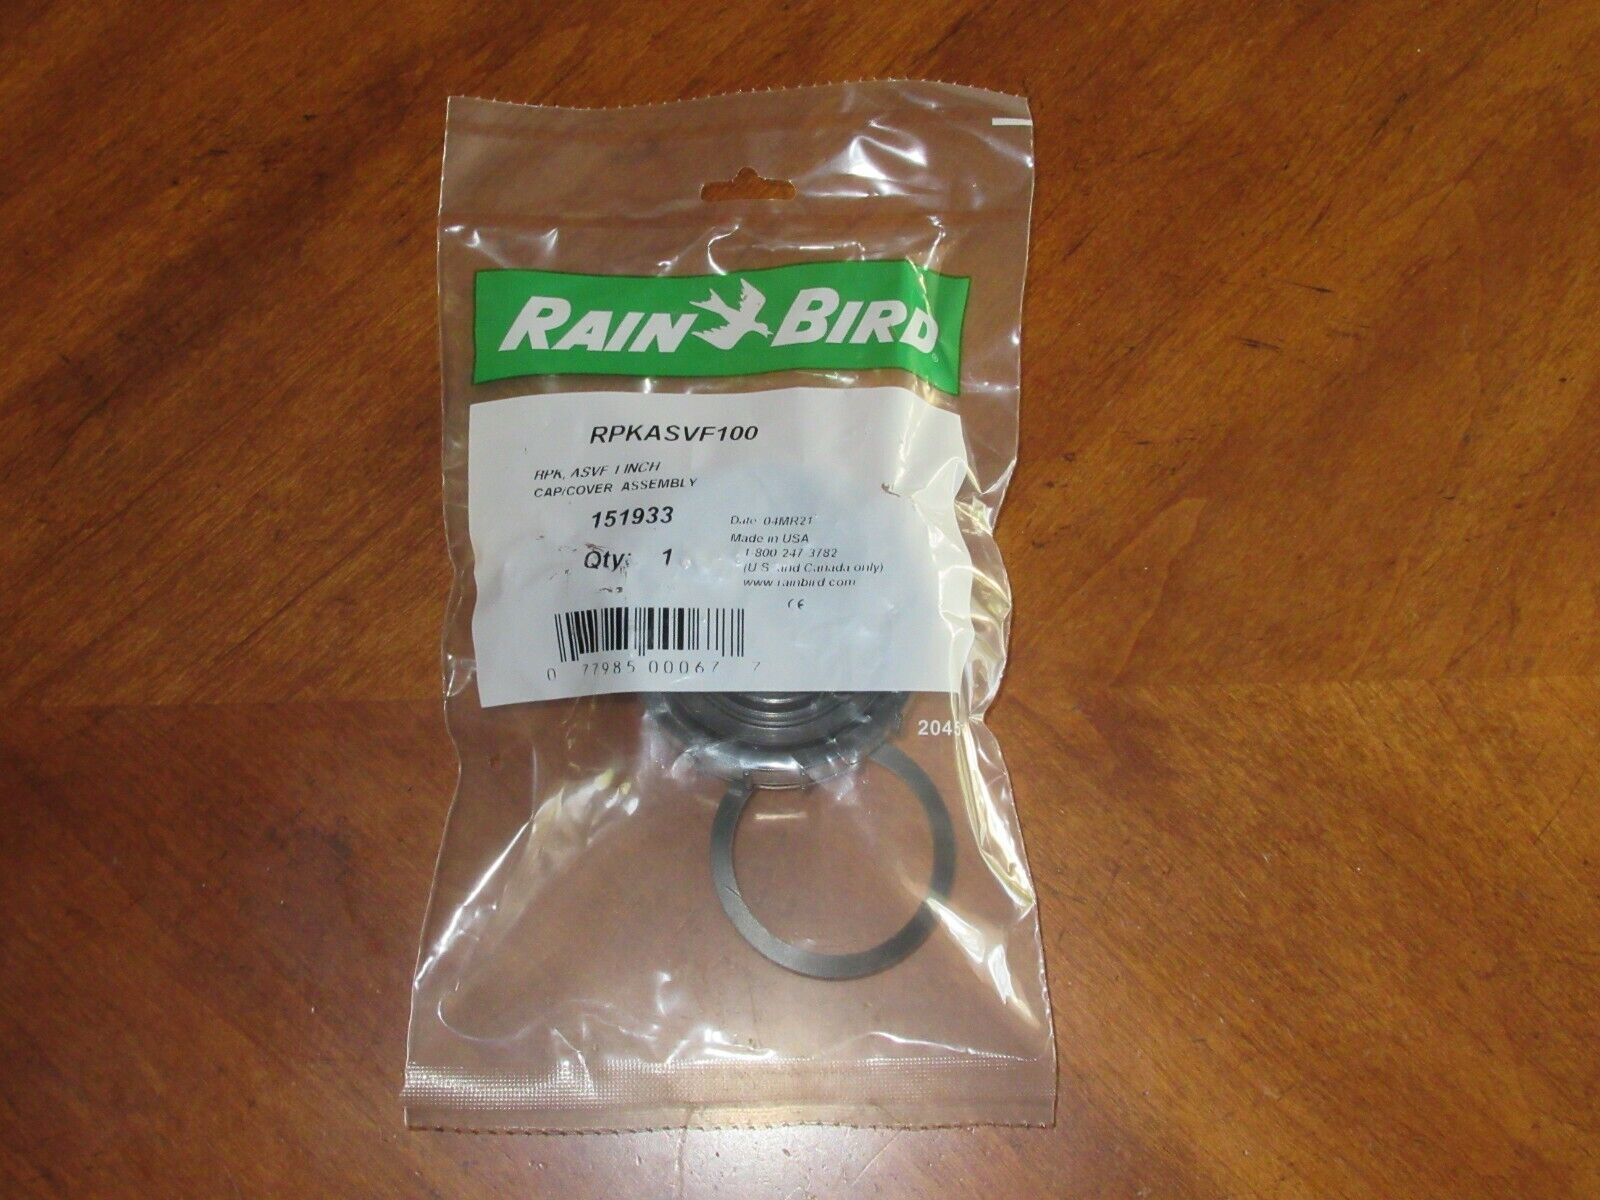 RAIN BIRD®
RPKASVF100
RPK, ASVF 1 INCH
CAP/COVER ASSEMBLY
151933
Qty: 1
Date 04MR21
Made in USA
1-800 247 3782
(U S and Canada only)
www.rainbird.com
CE
0 77985 00067 7